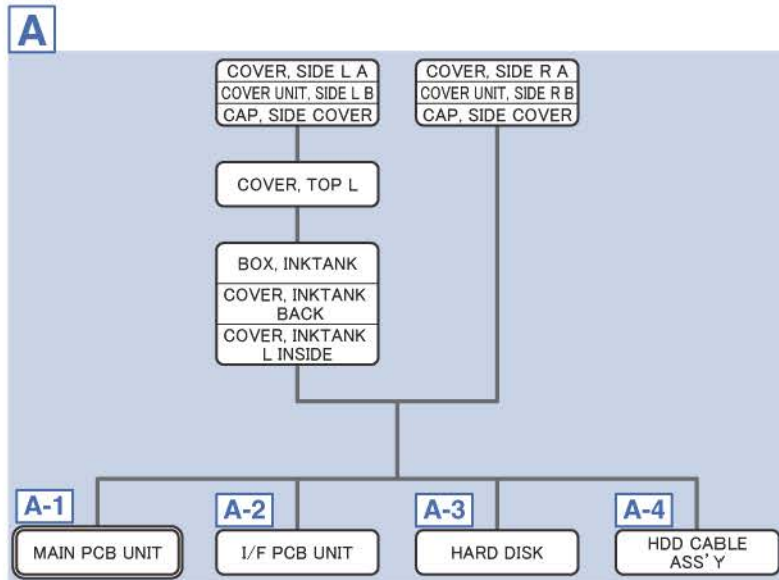 A
COVER, SIDE L A
COVER UNIT, SIDE L B
CAP, SIDE COVER
COVER, SIDE R A
COVER UNIT, SIDE R B
CAP, SIDE COVER
COVER, TOP L
BOX, INKTANK
COVER, INKTANK
BACK
COVER, INKTANK
L INSIDE
A-1
MAIN PCB UNIT
A-2
I/F PCB UNIT
A-3
HARD DISK
A-4
HDD CABLE
ASS'Y